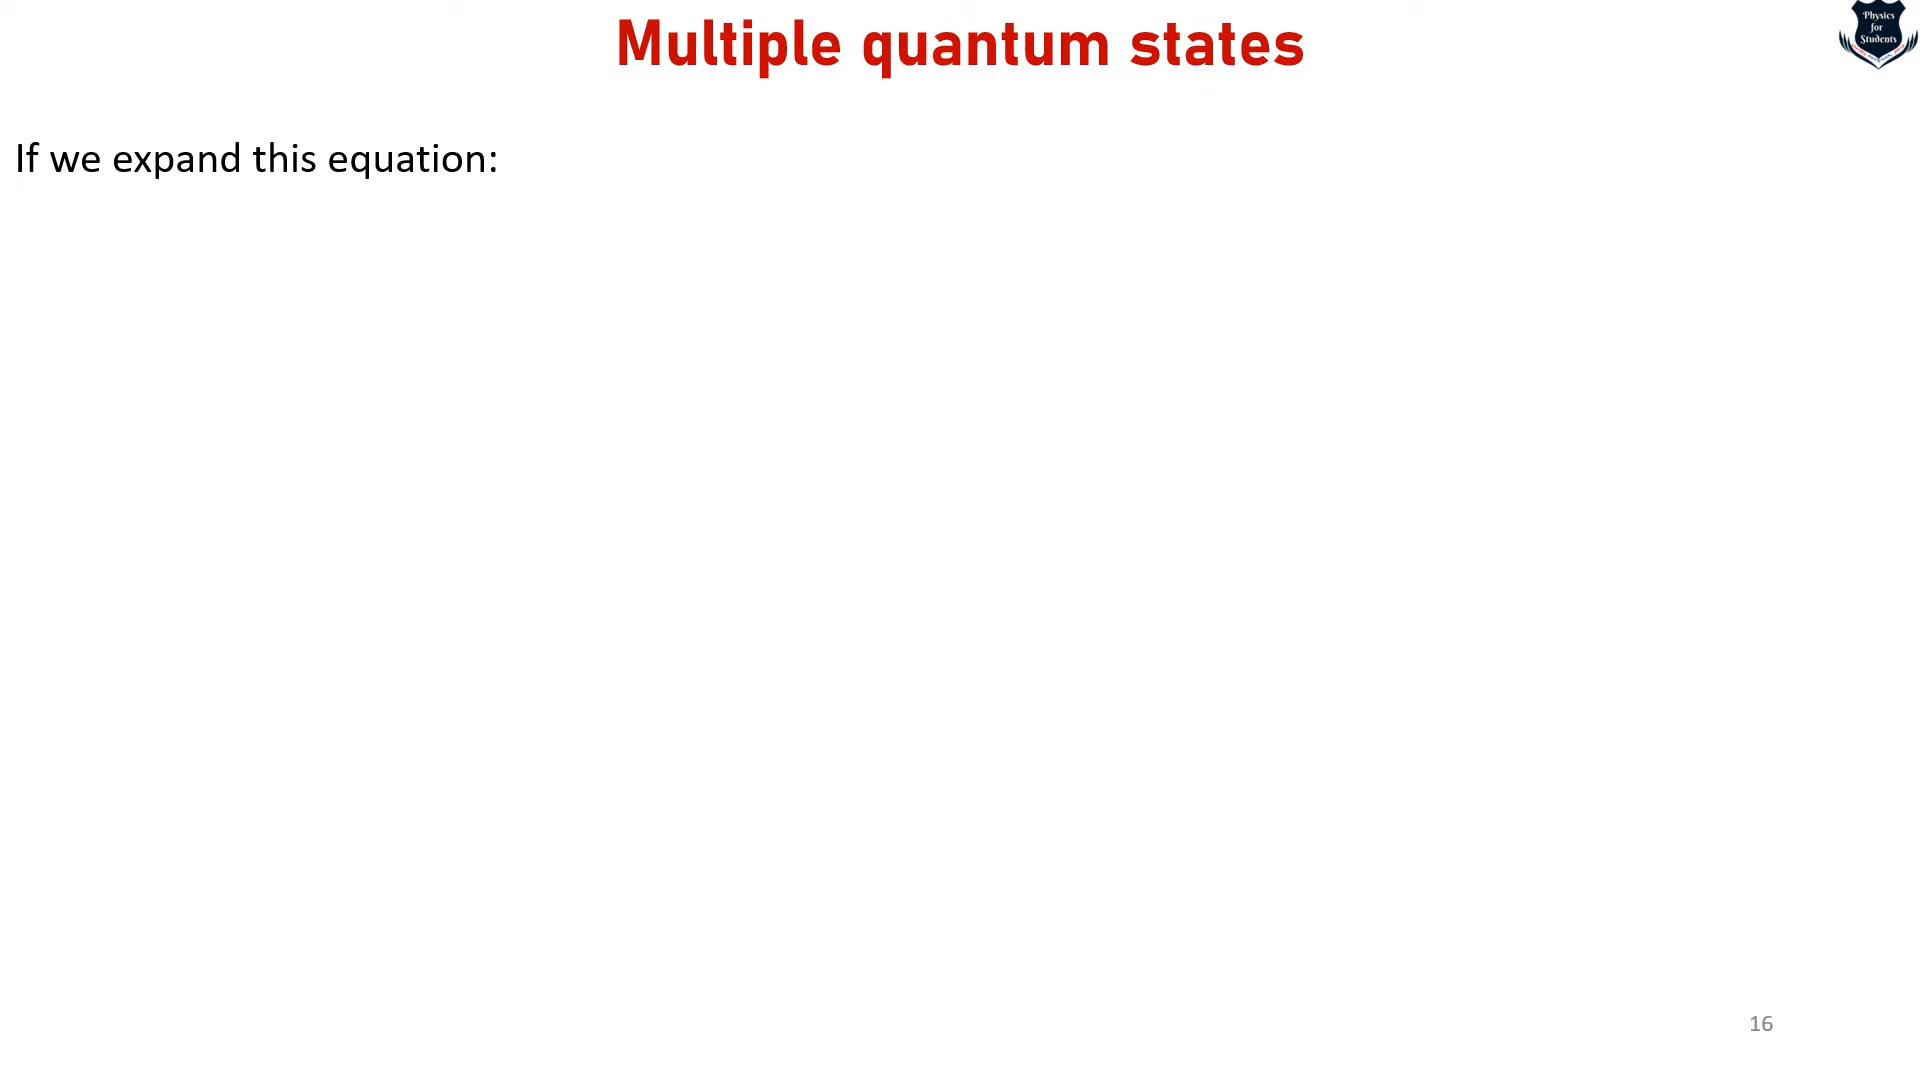 Multiple quantum states
Physics
for
Students
If we expand this equation:
16